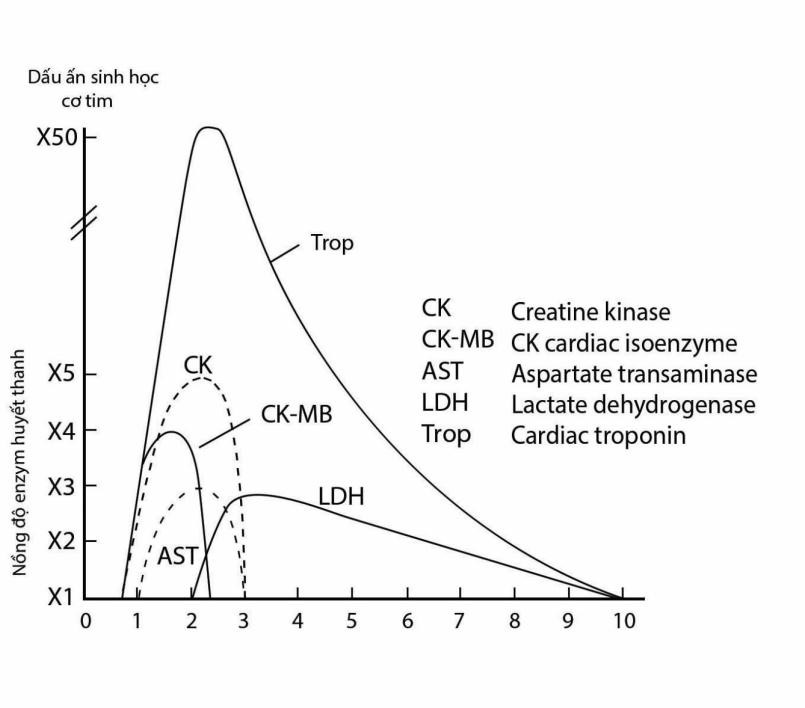 Dấu ấn sinh học
cơ tim
X50
Trop
CK Creatine kinase
CK-MB CK cardiac isoenzyme
AST Aspartate transaminase
LDH Lactate dehydrogenase
Trop Cardiac troponin
CK
X5
CK-MB
X4
X3
LDH
X2
AST
X1
Nồng độ enzym huyết thanh
0 1 2 3 4 5 6 7 8 9 10